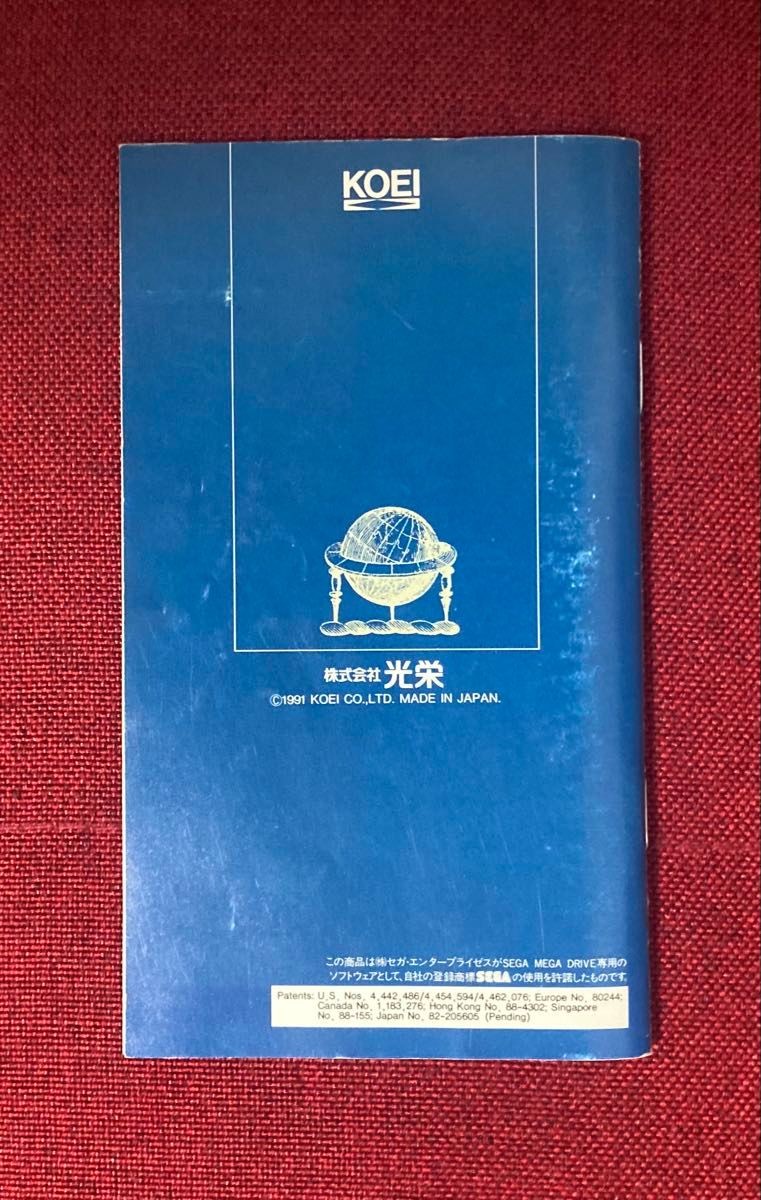 KOEI
株式会社 光栄
©1991 KOEI CO.,LTD. MADE IN JAPAN.
この商品は㈱セガ・エンタープライゼスがSEGA MEGA DRIVE専用の
ソフトウェアとして、自社の登録商標SEGAの使用を許諾したものです。
Patents: U.S. Nos. 4,442,486/4,454,594/4,462,076; Europe No. 80244;
Canada No. 1,183,276; Hong Kong No. 88-4302; Singapore
No. 88-155; Japan No. 82-205605 (Pending)